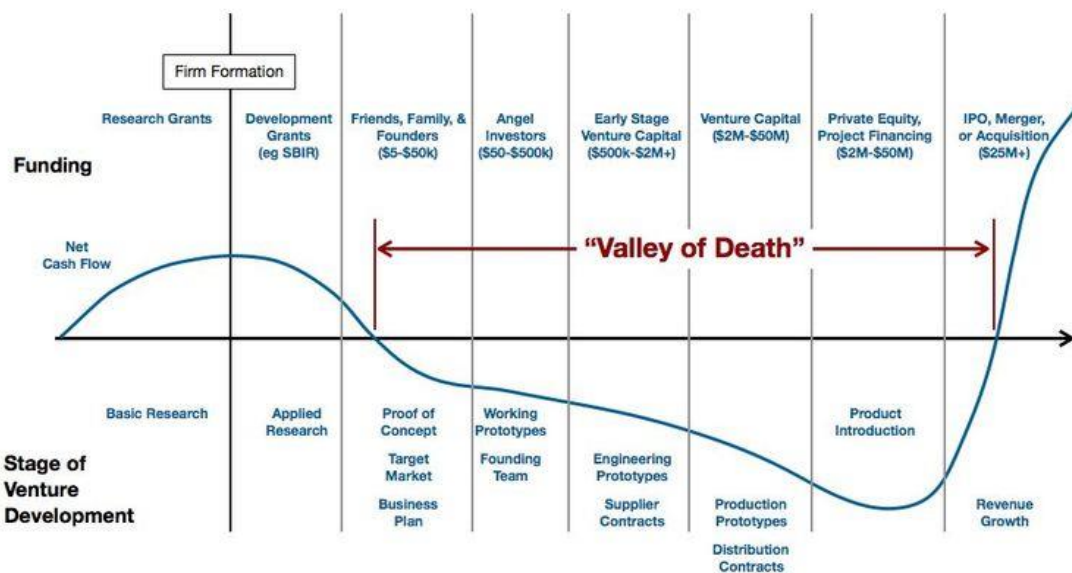 Firm Formation
Research Grants
Development
Grants
(eg SBIR)
Friends, Family, &
Founders
($5-$50k)
Angel
Investors
($50-$500k)
Early Stage
Venture Capital
($500k-$2M+)
Venture Capital
($2M-$50M)
Private Equity,
Project Financing
($2M-$50M)
IPO, Merger,
or Acquisition
($25M+)
Funding
Net
Cash Flow
“Valley of Death”
Stage of
Venture
Development
Basic Research
Applied
Research
Proof of
Concept
Target
Market
Business
Plan
Working
Prototypes
Founding
Team
Engineering
Prototypes
Supplier
Contracts
Production
Prototypes
Distribution
Contracts
Product
Introduction
Revenue
Growth